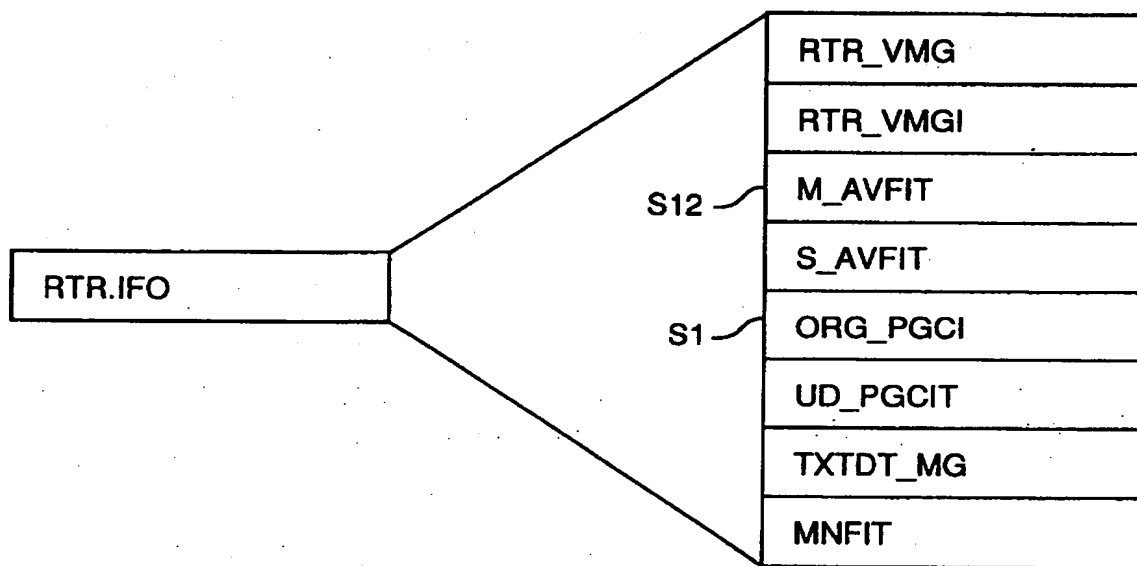 RTR.IFO
S12
S1
RTR_VMG
RTR_VMGI
M_AVFIT
S_AVFIT
ORG_PGCI
UD_PGCIT
TXTDT_MG
MNFIT